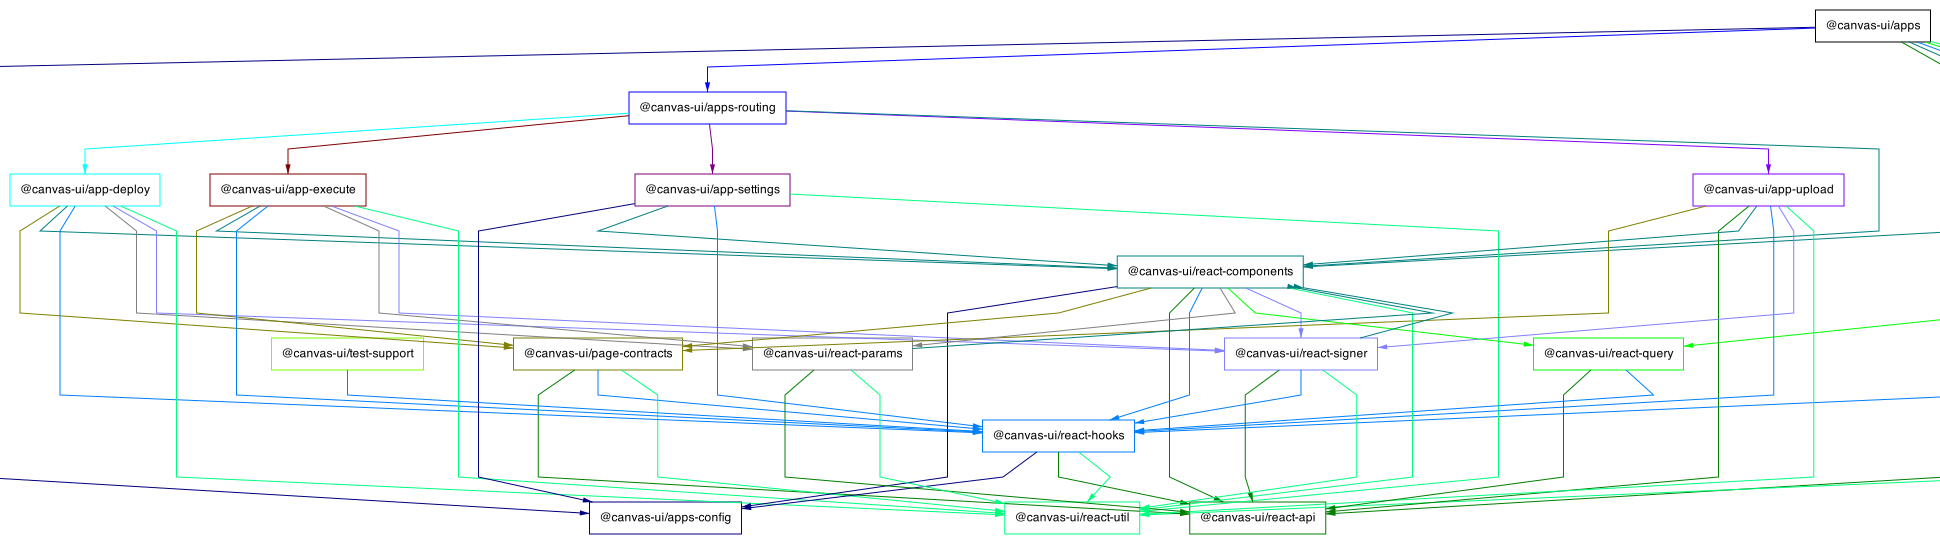 @canvas-ui/apps
@canvas-ui/apps-routing
@canvas-ui/app-deploy
@canvas-ui/app-execute
@canvas-ui/app-settings
@canvas-ui/app-upload
@canvas-ui/react-components
@canvas-ui/test-support
@canvas-ui/page-contracts
@canvas-ui/react-params
@canvas-ui/react-signer
@canvas-ui/react-query
@canvas-ui/react-hooks
@canvas-ui/apps-config
@canvas-ui/react-util
@canvas-ui/react-api